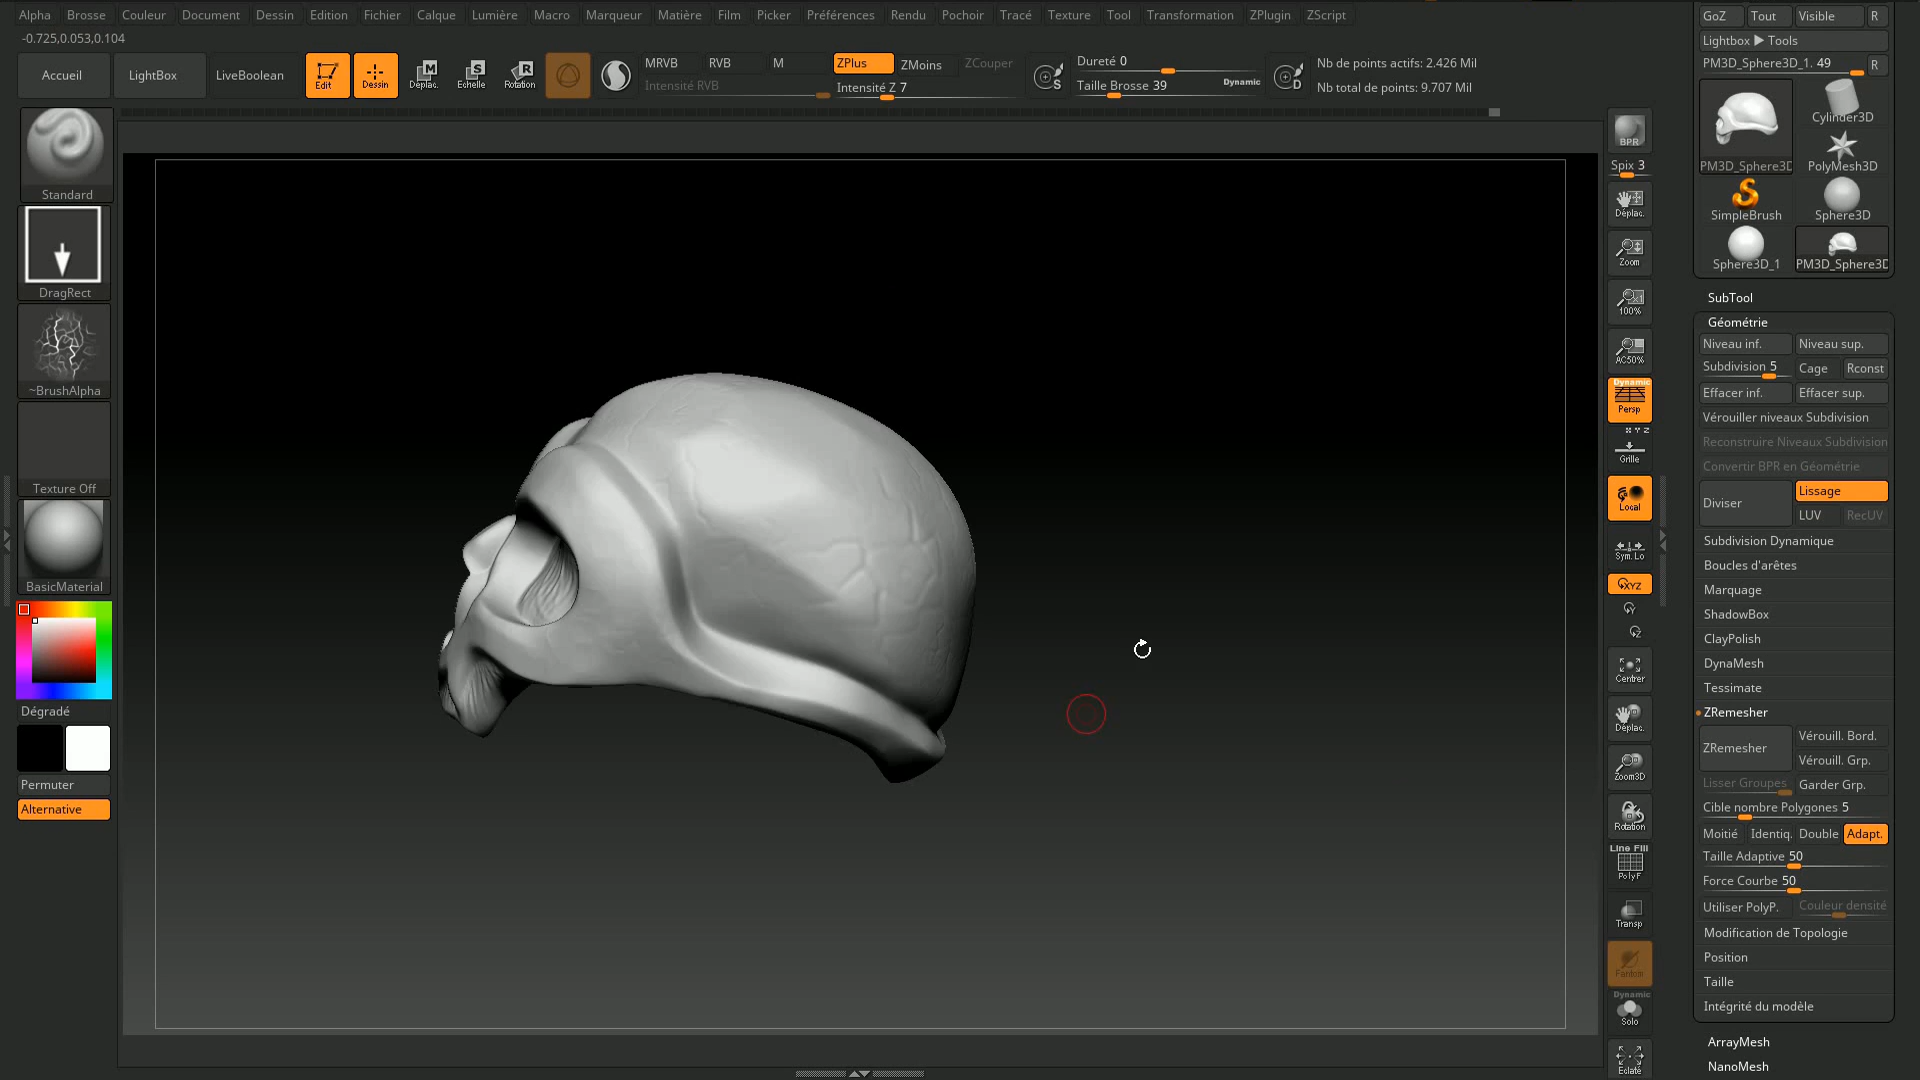 Alpha Brosse Couleur Document Dessin Edition Fichier Calque Lumière Macro Marqueur Matière Film Picker Préférences Rendu Pochoir Tracé Texture Tool Transformation ZPlugin ZScript
-0.725,0.053,0.104
Accueil
LightBox
LiveBoolean
Edit
Dessin
Déplac.
Echelle
Rotation
MRVB RVB M
Intensité RVB
ZPlus ZMoins ZCouper
Intensité Z 7
Dureté 0
Taille Brosse 39
Dynamic
Nb de points actifs: 2.426 Mil
Nb total de points: 9.707 Mil
Standard
DragRect
~BrushAlpha
Texture Off
BasicMaterial
Dégradé
Permuter
Alternative
BPR
Spix 3
Déplac.
Zoom
100%
AC50%
Dynamic
Persp
X Y Z
Grille
Local
Sym. Lo
XYZ
Centrer
Déplac.
Zoom3D
Rotation
Line Fill
PolyF
Transp
Fantom
Dynamic
Solo
Eclaté
GoZ Tout Visible R
Lightbox ▶ Tools
PM3D_Sphere3D_1. 49 R
PM3D_Sphere3D
Cylinder3D
PolyMesh3D
SimpleBrush
Sphere3D
Sphere3D_1
PM3D_Sphere3D
SubTool
Géométrie
Niveau inf. Niveau sup.
Subdivision 5 Cage Rconst
Effacer inf. Effacer sup.
Vérouiller niveaux Subdivision
Reconstruire Niveaux Subdivision
Convertir BPR en Géométrie
Diviser
Lissage
LUV RecUV
Subdivision Dynamique
Boucles d'arêtes
Marquage
ShadowBox
ClayPolish
DynaMesh
Tessimate
ZRemesher
ZRemesher
Vérouill. Bord.
Vérouill. Grp.
Lisser Groupes Garder Grp.
Cible nombre Polygones 5
Moitié Identiq. Double Adapt.
Taille Adaptive 50
Force Courbe 50
Utiliser PolyP. Couleur densité
Modification de Topologie
Position
Taille
Intégrité du modèle
ArrayMesh
NanoMesh